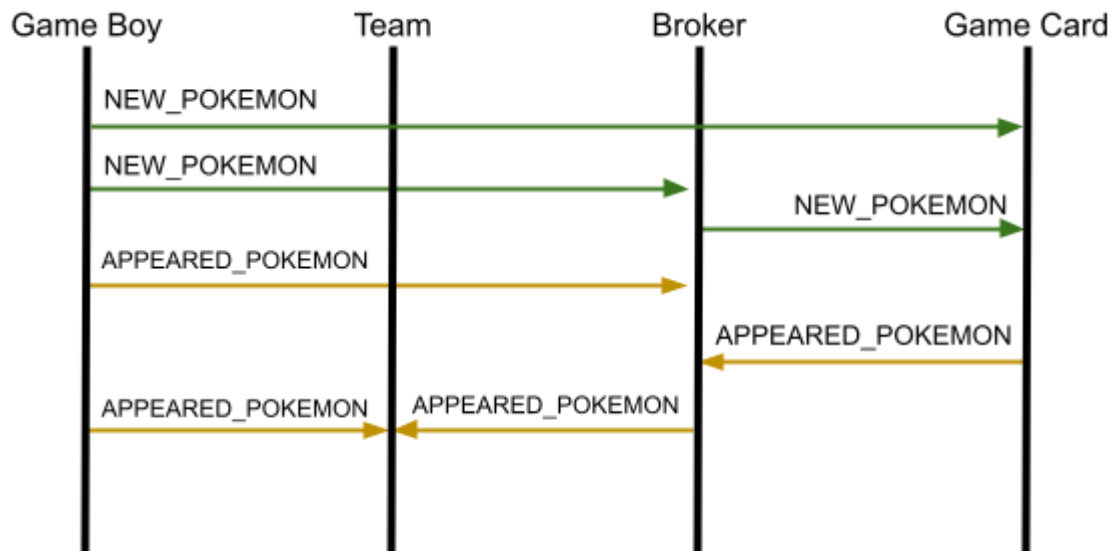 Game Boy Team Broker Game Card
NEW_POKEMON
NEW_POKEMON
NEW_POKEMON
APPEARED_POKEMON
APPEARED_POKEMON
APPEARED_POKEMON APPEARED_POKEMON